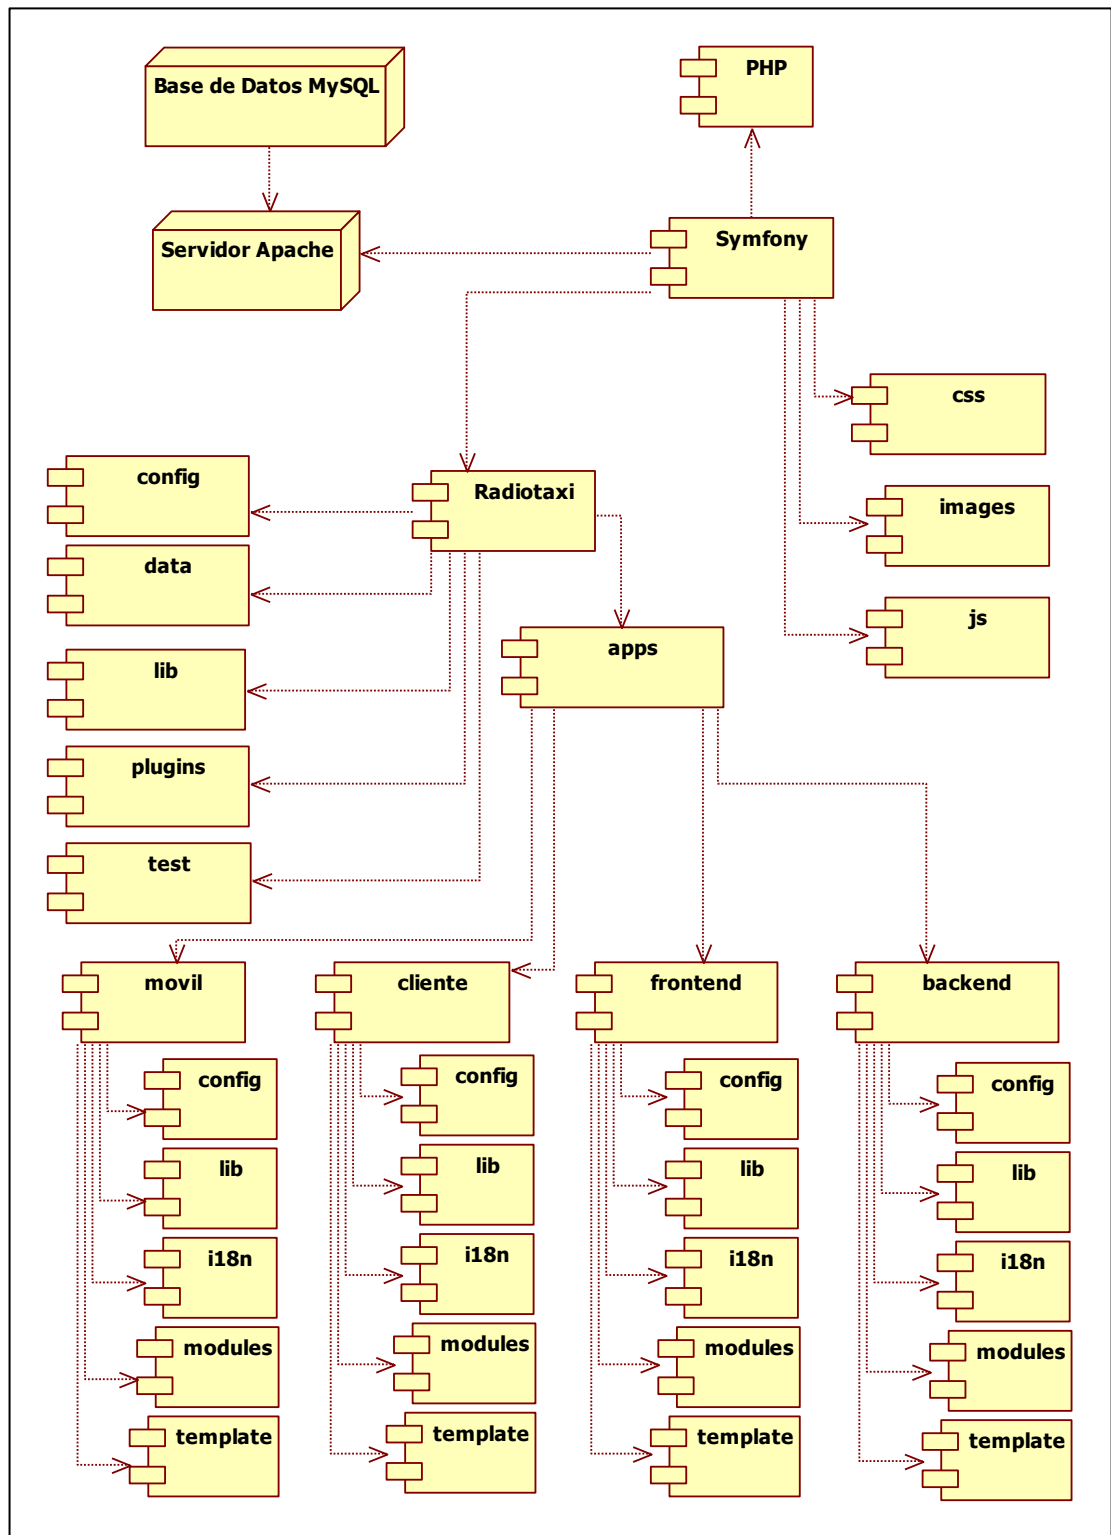 Base de Datos MySQL
PHP
Servidor Apache
Symfony
css
config
Radiotaxi
images
data
js
apps
lib
plugins
test
movil
cliente
frontend
backend
config
config
config
config
lib
lib
lib
lib
i18n
i18n
i18n
i18n
modules
modules
modules
modules
template
template
template
template